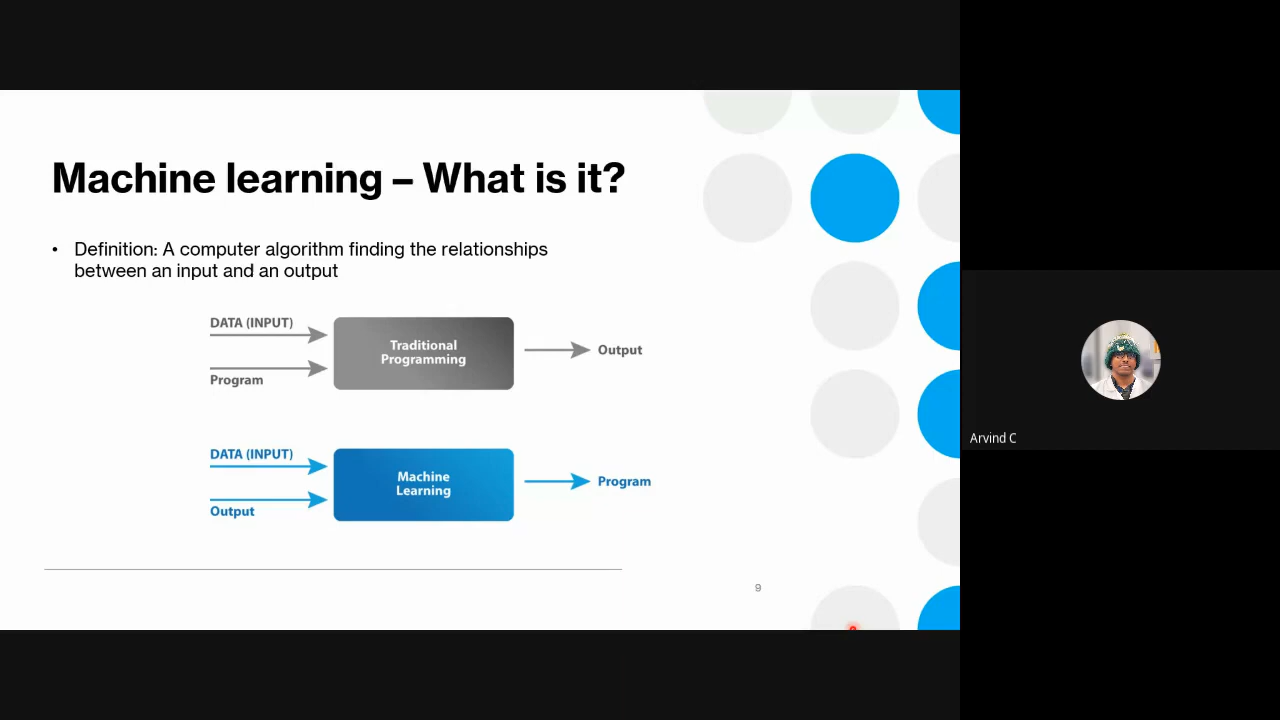 Machine learning – What is it?
• Definition: A computer algorithm finding the relationships
between an input and an output
DATA (INPUT)
Program
Traditional
Programming
Output
DATA (INPUT)
Output
Machine
Learning
Program
9
Arvind C